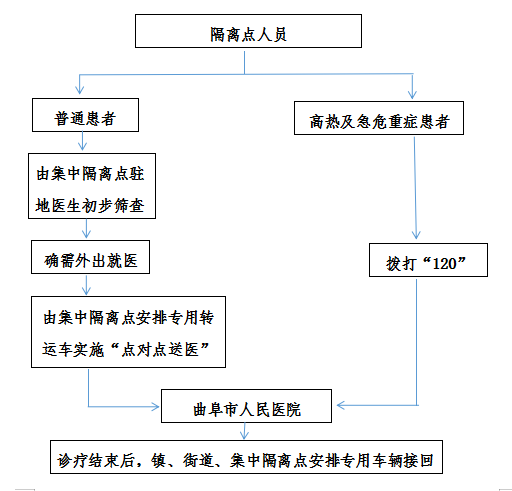 隔离点人员
普通患者
高热及急危重症患者
由集中隔离点驻
地医生初步筛查
确需外出就医
拨打“120”
由集中隔离点安排专用转
运车实施“点对点送医”
曲阜市人民医院
诊疗结束后，镇、街道、集中隔离点安排专用车辆接回